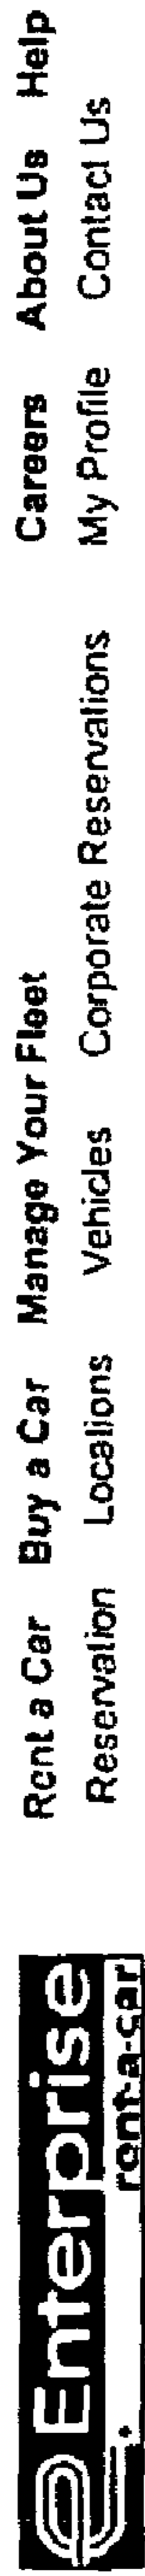 Enterprise
rent-a-car
Rent a Car Buy a Car Manage Your Fleet Careers About Us Help
Reservation Locations Vehicles Corporate Reservations My Profile Contact Us